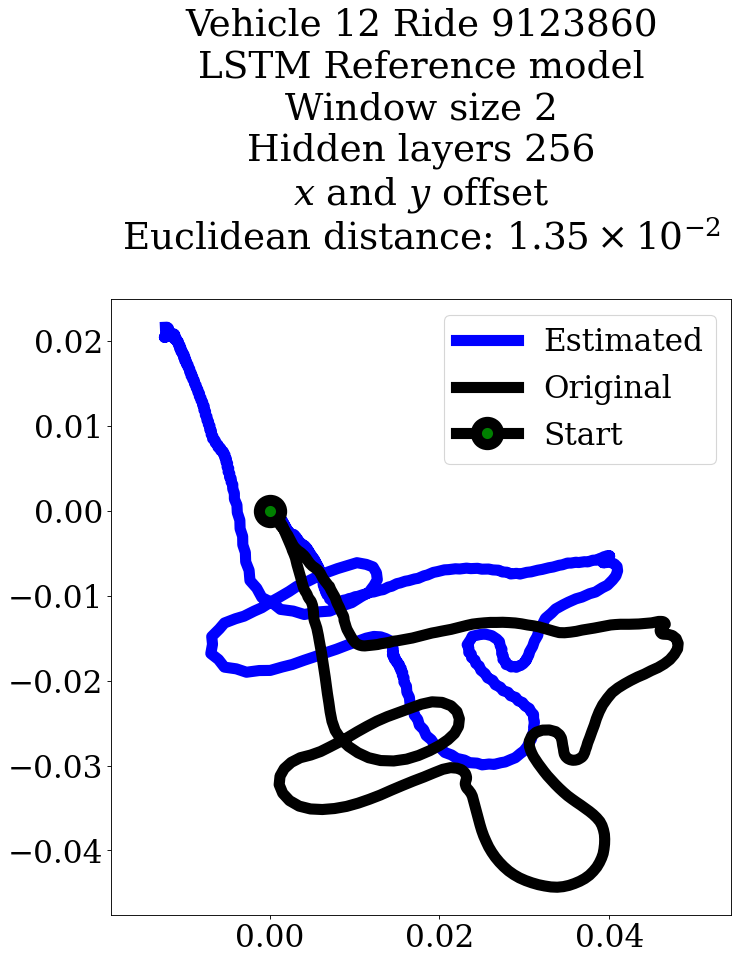 Vehicle 12 Ride 9123860
LSTM Reference model
Window size 2
Hidden layers 256
x and y offset
Euclidean distance: 1.35 × 10⁻²
Estimated
Original
Start
0.02
0.01
0.00
−0.01
−0.02
−0.03
−0.04
0.00 0.02 0.04